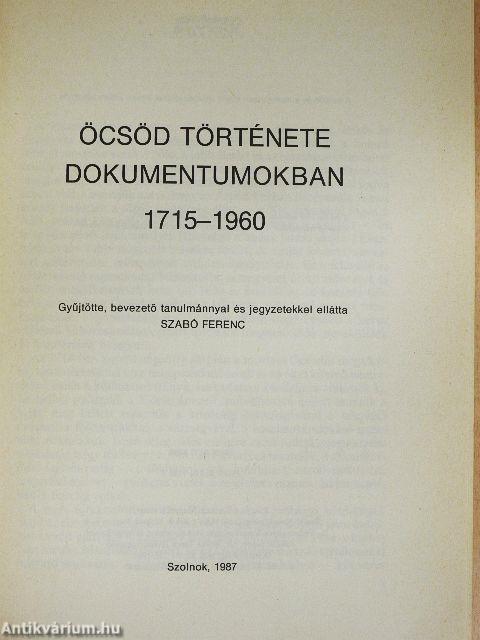 ÖCSÖD TÖRTÉNETE
DOKUMENTUMOKBAN
1715–1960
Gyűjtötte, bevezető tanulmánnyal és jegyzetekkel ellátta
SZABÓ FERENC
Szolnok, 1987
Antikvárium.hu